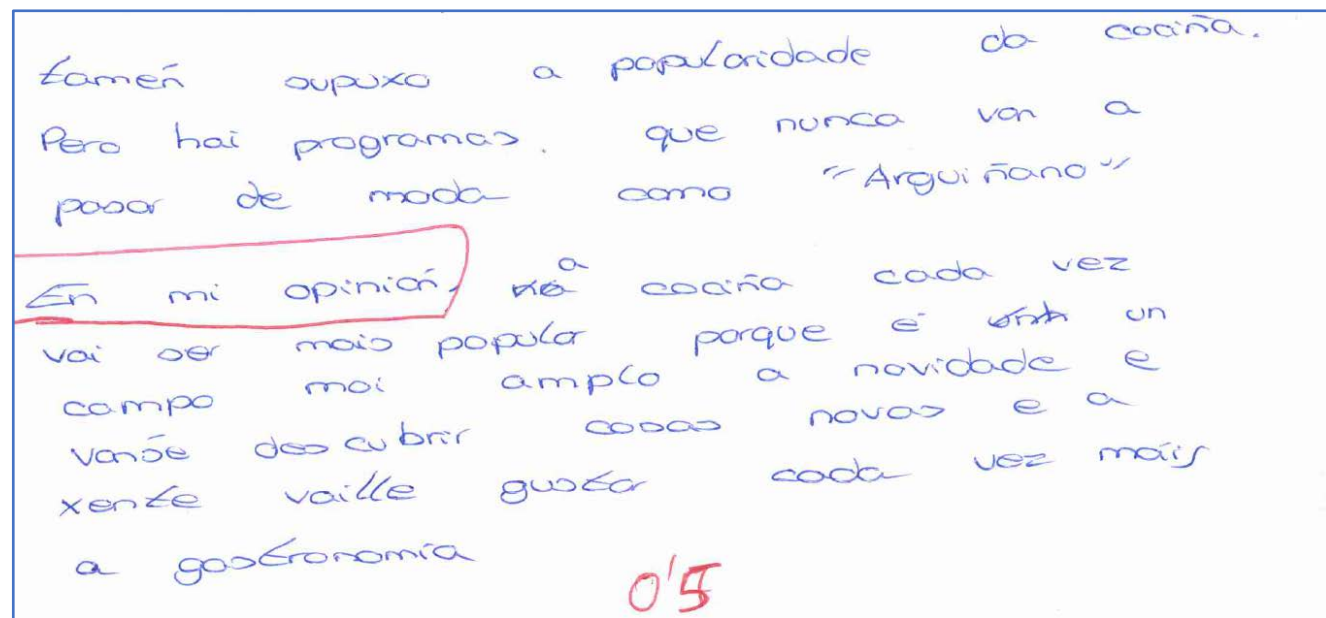 tamén supuxo a popularidade da cociña.
Pero hai programas. que nunca van a
pasar de moda como "Arguiñano"
En mi opinión, a cociña cada vez
vai ser mais popular porque é un
campo moi amplo a novidade e
vanse descubrir cosas novas e a
xente vaille gustar cada vez máis
a gastronomía
0'5